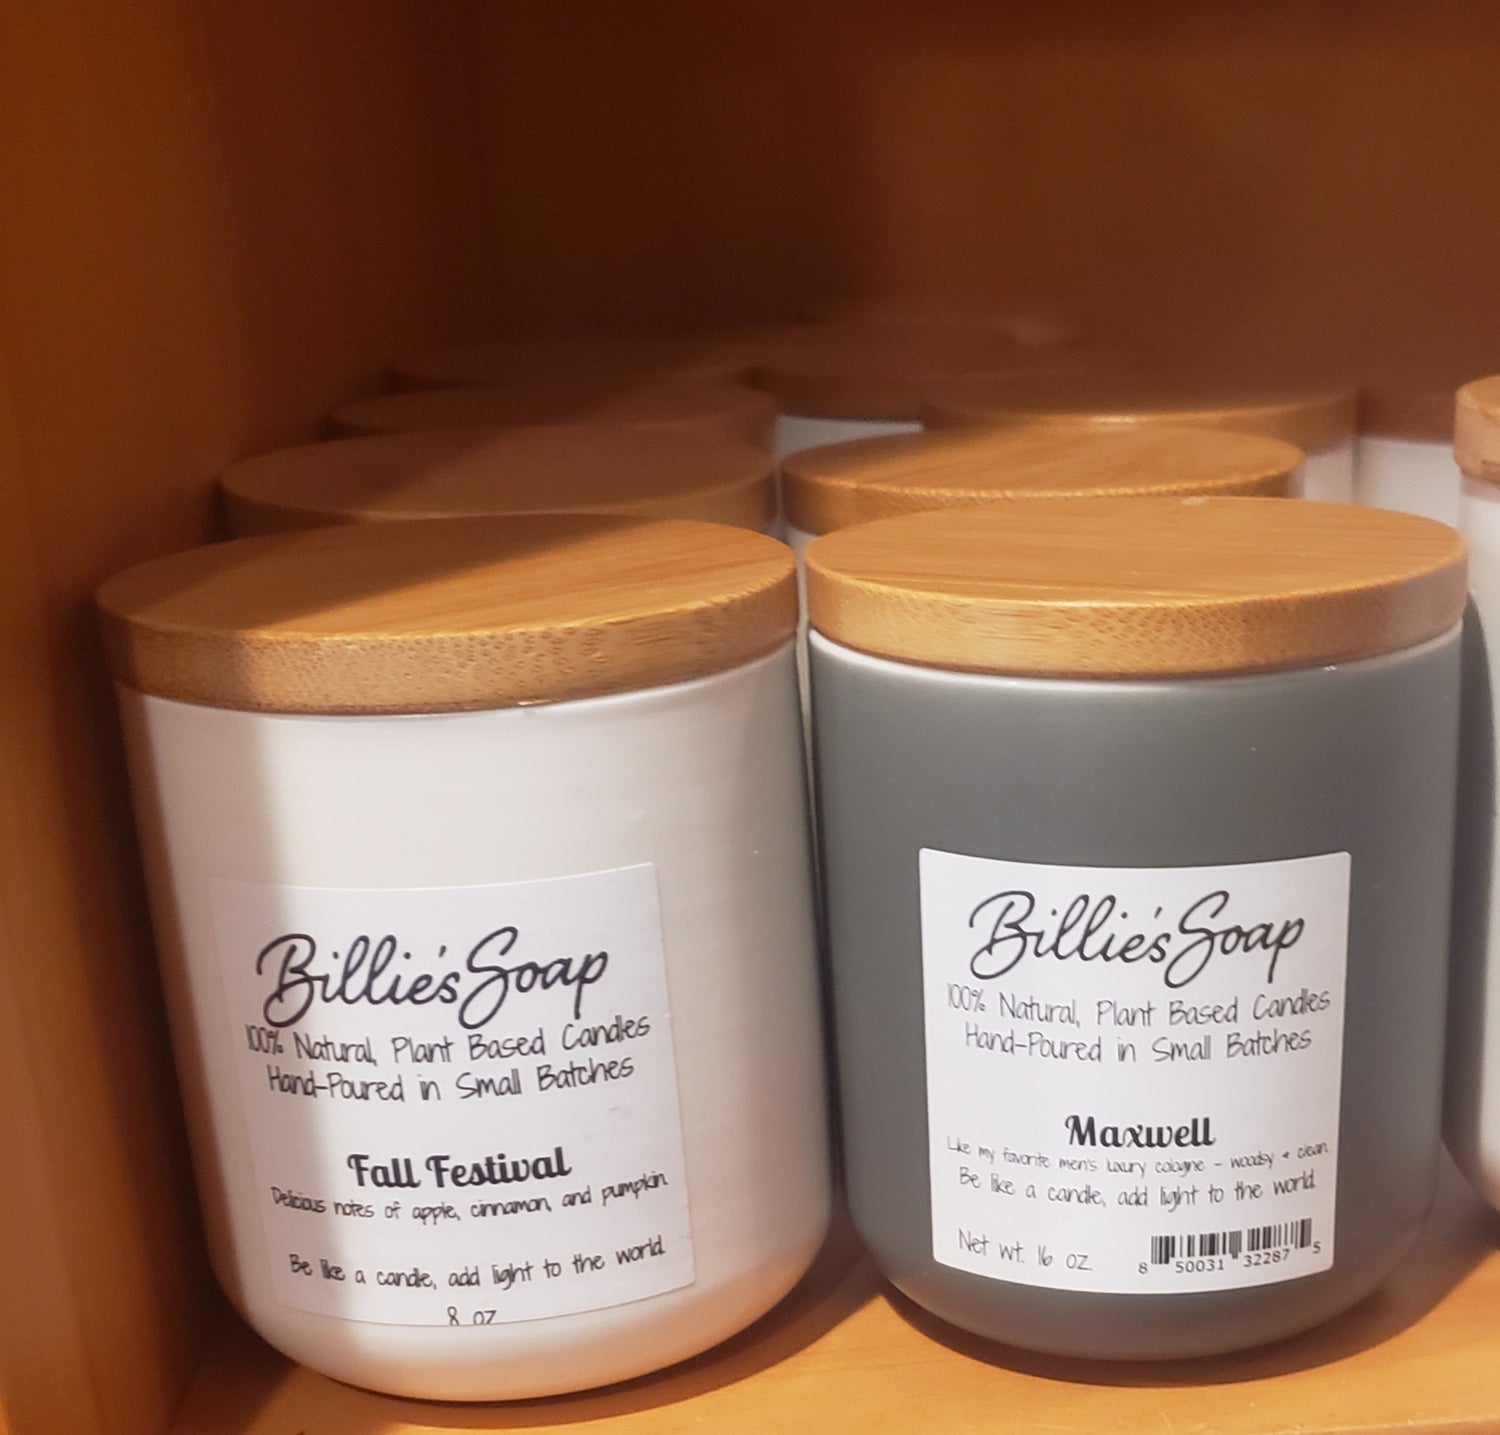 Billie's Soap
100% Natural, Plant Based Candles
Hand-Poured in Small Batches
Fall Festival
Delicious notes of apple, cinnamon, and pumpkin.
Be like a candle, add light to the world.
8 oz
Billie's Soap
100% Natural, Plant Based Candles
Hand-Poured in Small Batches
Maxwell
Like my favorite men's luxury cologne - woodsy + clean.
Be like a candle, add light to the world.
Net wt. 16 oz
8 50031 32287 5